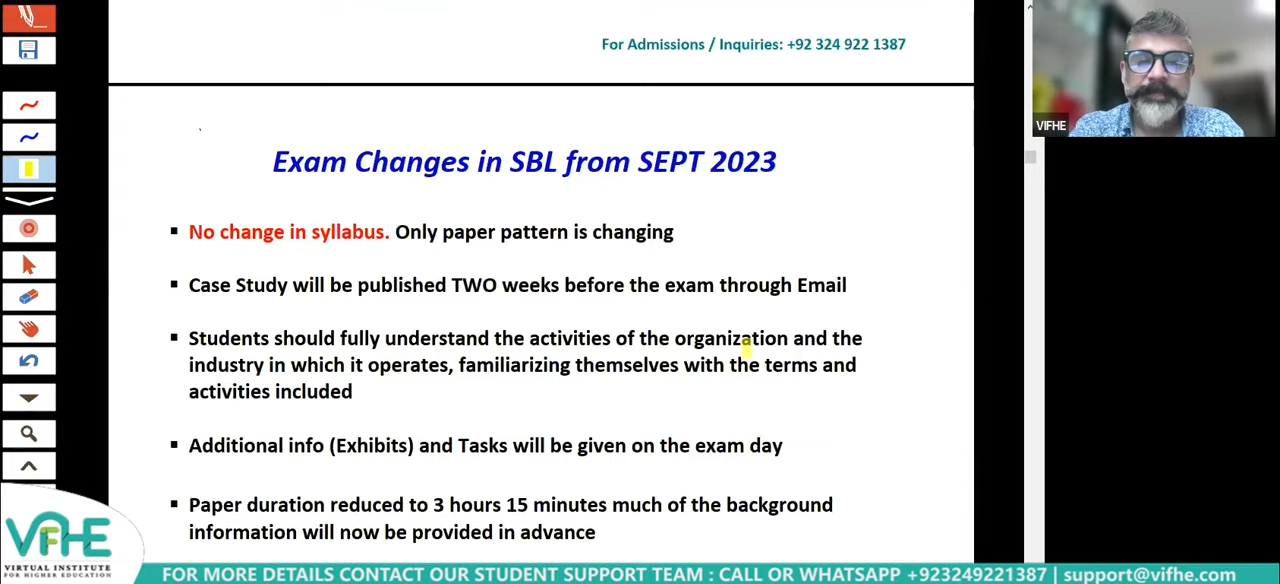 For Admissions / Inquiries: +92 324 922 1387
VIFHE
Exam Changes in SBL from SEPT 2023
▪ No change in syllabus. Only paper pattern is changing
▪ Case Study will be published TWO weeks before the exam through Email
▪ Students should fully understand the activities of the organization and the
industry in which it operates, familiarizing themselves with the terms and
activities included
▪ Additional info (Exhibits) and Tasks will be given on the exam day
▪ Paper duration reduced to 3 hours 15 minutes much of the background
information will now be provided in advance
VIFHE
VIRTUAL INSTITUTE
FOR HIGHER EDUCATION
FOR MORE DETAILS CONTACT OUR STUDENT SUPPORT TEAM : CALL OR WHATSAPP +923249221387 | support@vifhe.com